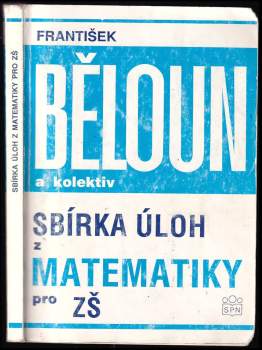 SBÍRKA ÚLOH Z MATEMATIKY PRO ZŠ
FRANTIŠEK
BĚLOUN
a kolektiv
SBÍRKA ÚLOH
z
MATEMATIKY
pro ZŠ
SPN